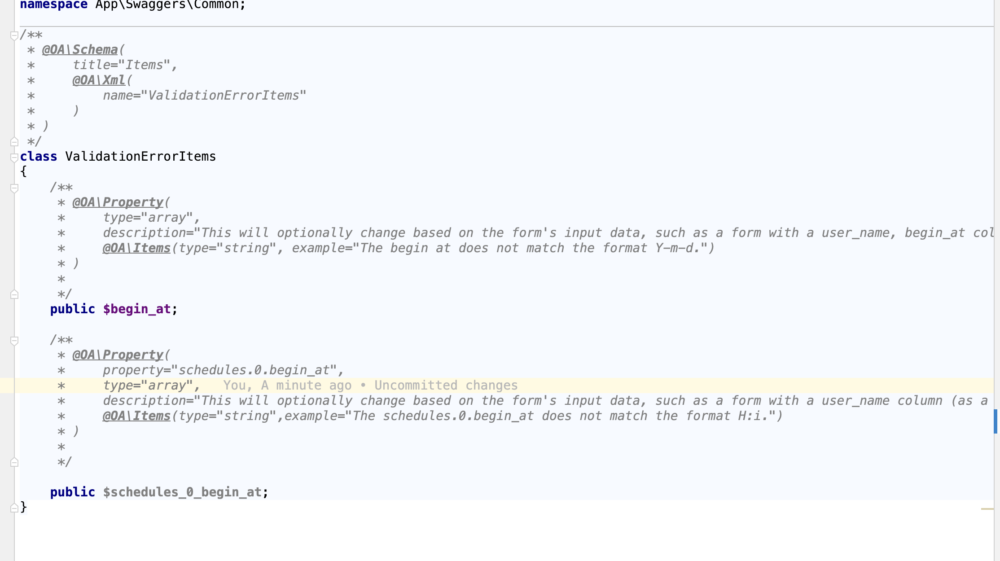 namespace App\Swaggers\Common;
/**
 * @OA\Schema(
 *     title="Items",
 *     @OA\Xml(
 *         name="ValidationErrorItems"
 *     )
 * )
 */
class ValidationErrorItems
{
    /**
     * @OA\Property(
     *     type="array",
     *     description="This will optionally change based on the form's input data, such as a form with a user_name, begin_at col
     *     @OA\Items(type="string", example="The begin at does not match the format Y-m-d.")
     * )
     *
     */
    public $begin_at;
    /**
     * @OA\Property(
     *     property="schedules.0.begin_at",
     *     type="array",   You, A minute ago • Uncommitted changes
     *     description="This will optionally change based on the form's input data, such as a form with a user_name column (as a
     *     @OA\Items(type="string",example="The schedules.0.begin_at does not match the format H:i.")
     * )
     *
     */
    public $schedules_0_begin_at;
}